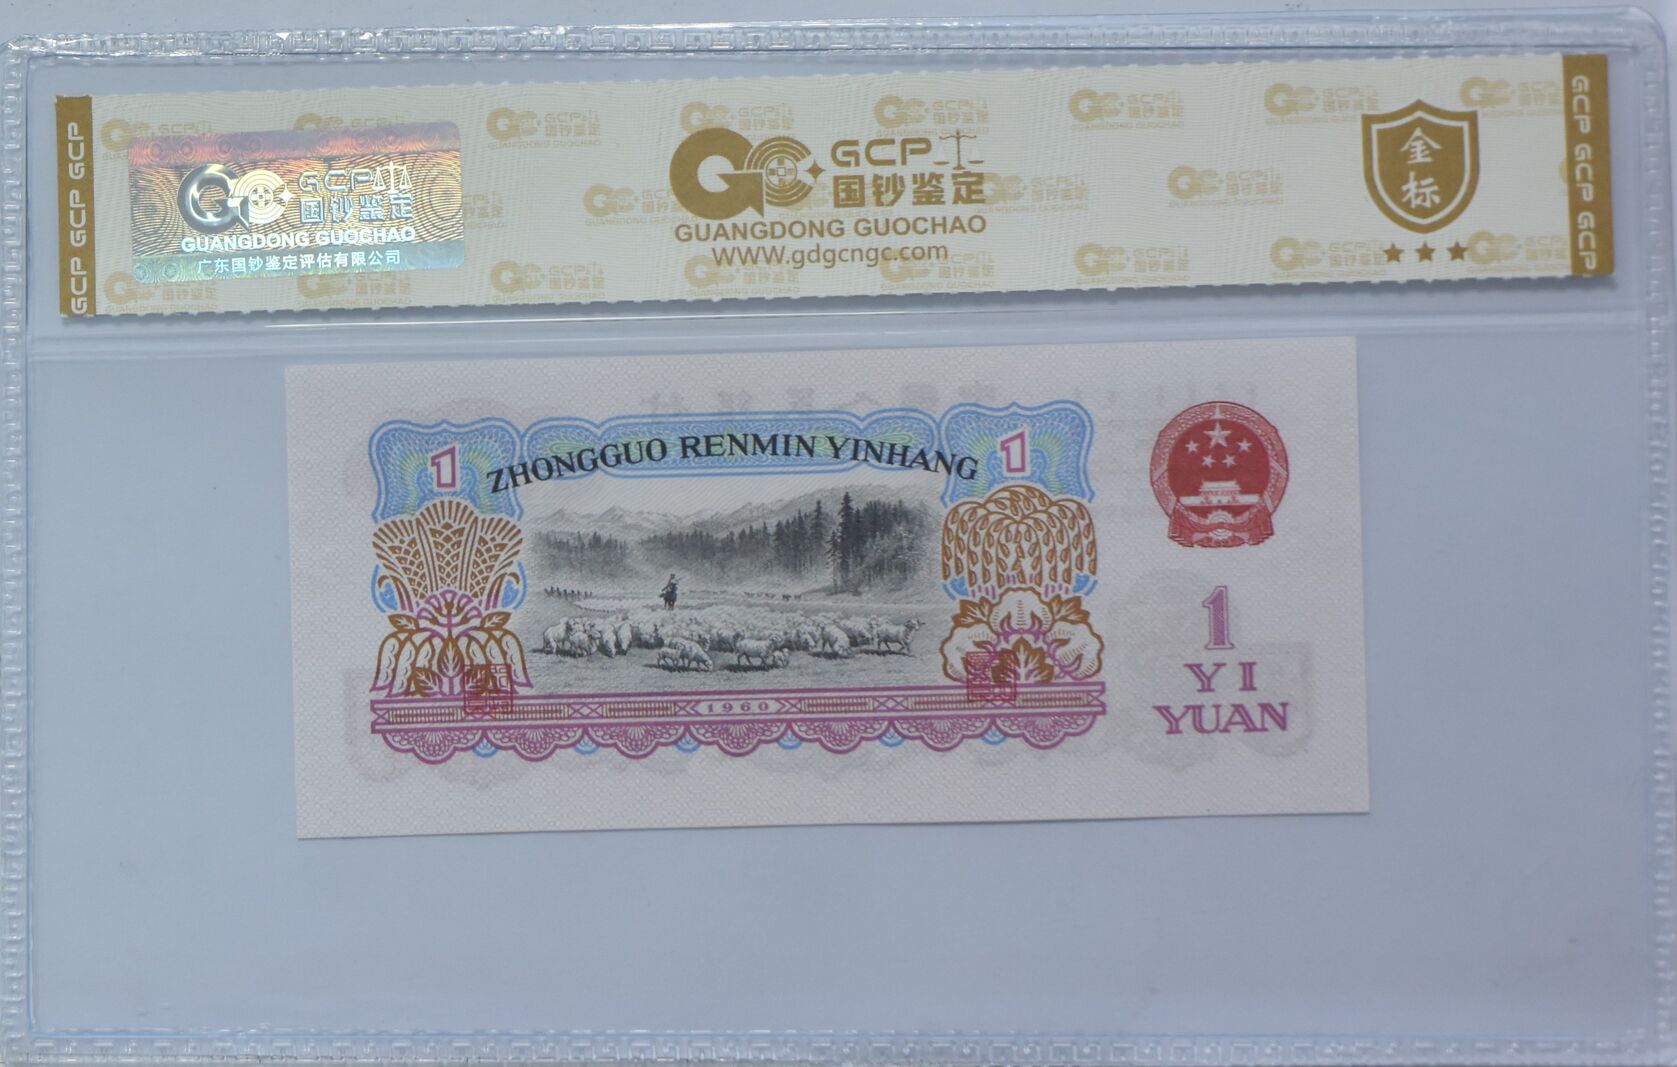 GCP GCP GCP
GCP
国钞鉴定
GUANGDONG GUOCHAO
广东国钞鉴定评估有限公司
GCP
国钞鉴定
GUANGDONG GUOCHAO
WWW.gdgcngc.com
金标
GCP GCP GCP
ZHONGGUO RENMIN YINHANG
1
1
1960
1
YI
YUAN